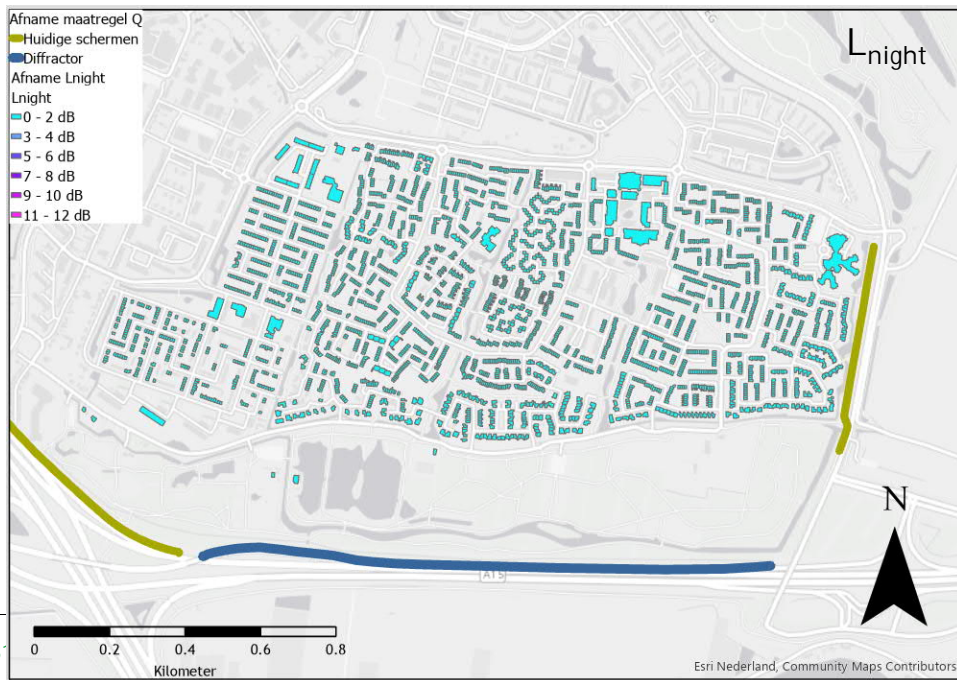 Afname maatregel Q
Huidige schermen
Diffractor
Afname Lnight
Lnight
0 - 2 dB
3 - 4 dB
5 - 6 dB
7 - 8 dB
9 - 10 dB
11 - 12 dB
Lnight
A15
N
0 0.2 0.4 0.6 0.8
Kilometer
Esri Nederland, Community Maps Contributors